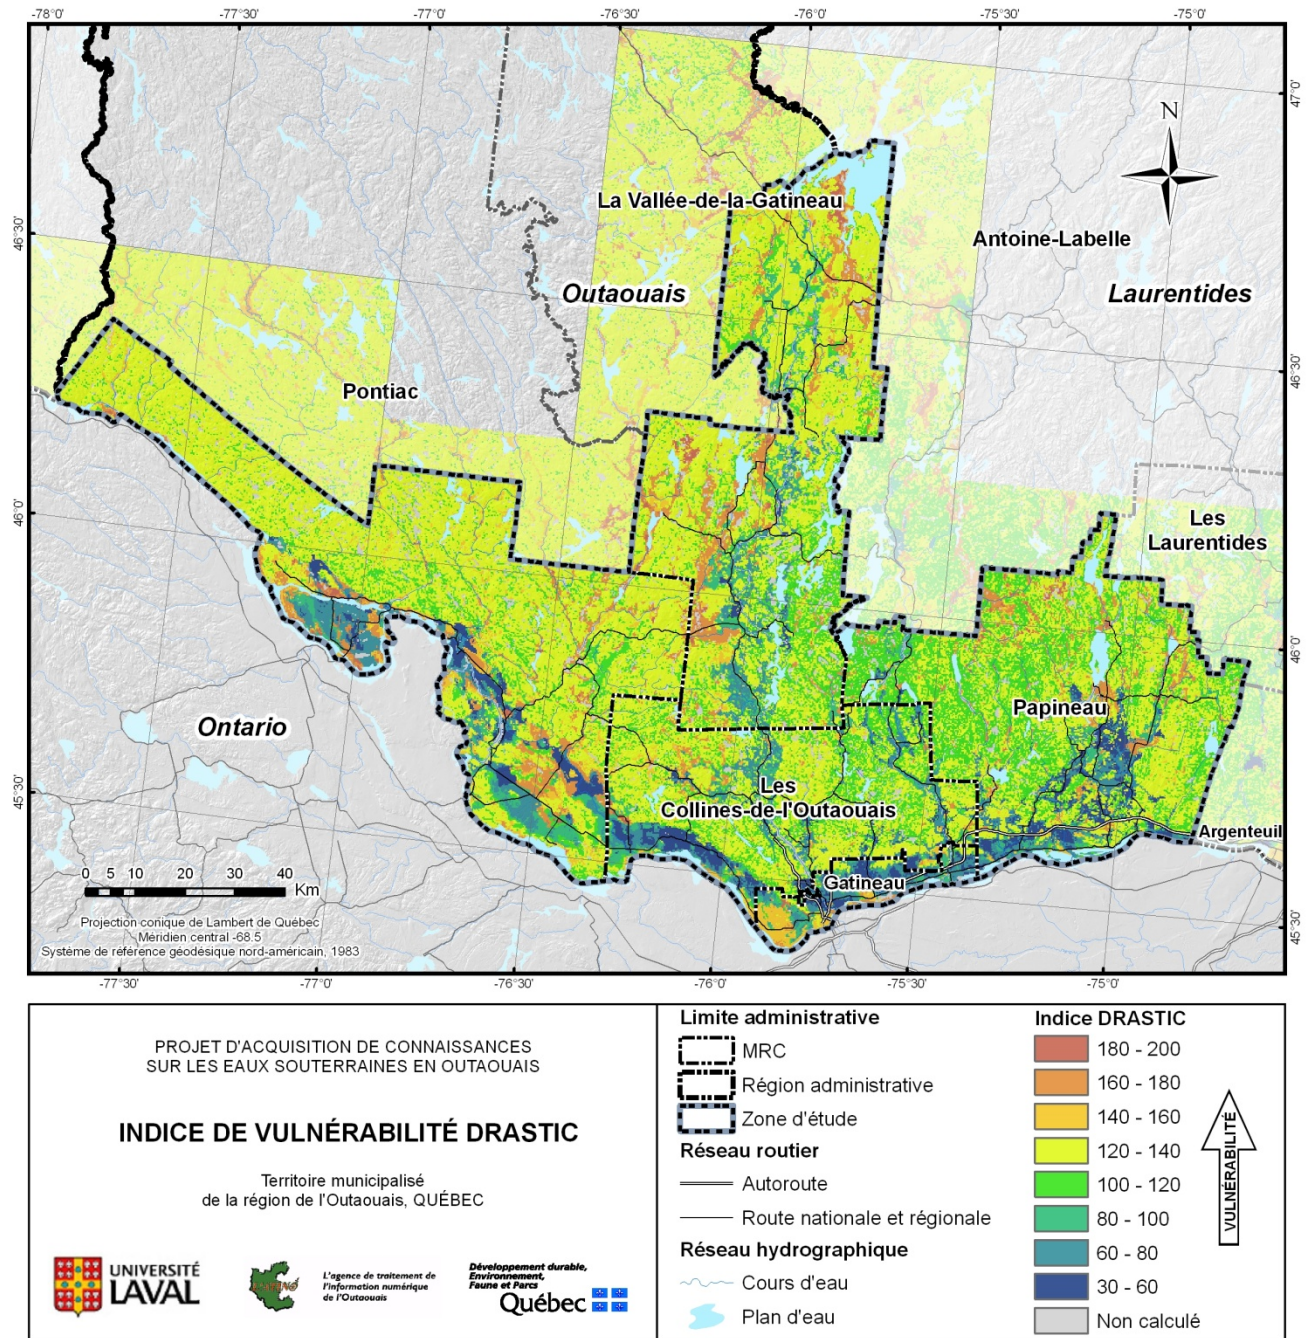 -78°0'
-77°30'
-77°0'
-76°30'
-76°0'
-75°30'
-75°0'
47°0'
N
La Vallée-de-la-Gatineau
46°30'
Antoine-Labelle
Outaouais
Laurentides
46°30'
Pontiac
46°0'
Les
Laurentides
46°0'
Ontario
Papineau
45°30'
Les
Collines-de-l'Outaouais
Argenteuil
Gatineau
0 5 10 20 30 40
Km
45°30'
Projection conique de Lambert de Québec
Méridien central -68.5
Système de référence géodésique nord-américain, 1983
-77°30'
-77°0'
-76°30'
-76°0'
-75°30'
-75°0'
PROJET D'ACQUISITION DE CONNAISSANCES
SUR LES EAUX SOUTERRAINES EN OUTAOUAIS
INDICE DE VULNÉRABILITÉ DRASTIC
Territoire municipalisé
de la région de l'Outaouais, QUÉBEC
UNIVERSITÉ
LAVAL
L'agence de traitement de
l'information numérique
de l'Outaouais
Développement durable,
Environnement,
Faune et Parcs
Québec
Limite administrative
MRC
Région administrative
Zone d'étude
Réseau routier
Autoroute
Route nationale et régionale
Réseau hydrographique
Cours d'eau
Plan d'eau
Indice DRASTIC
180 - 200
160 - 180
140 - 160
120 - 140
100 - 120
80 - 100
60 - 80
30 - 60
Non calculé
VULNÉRABILITÉ